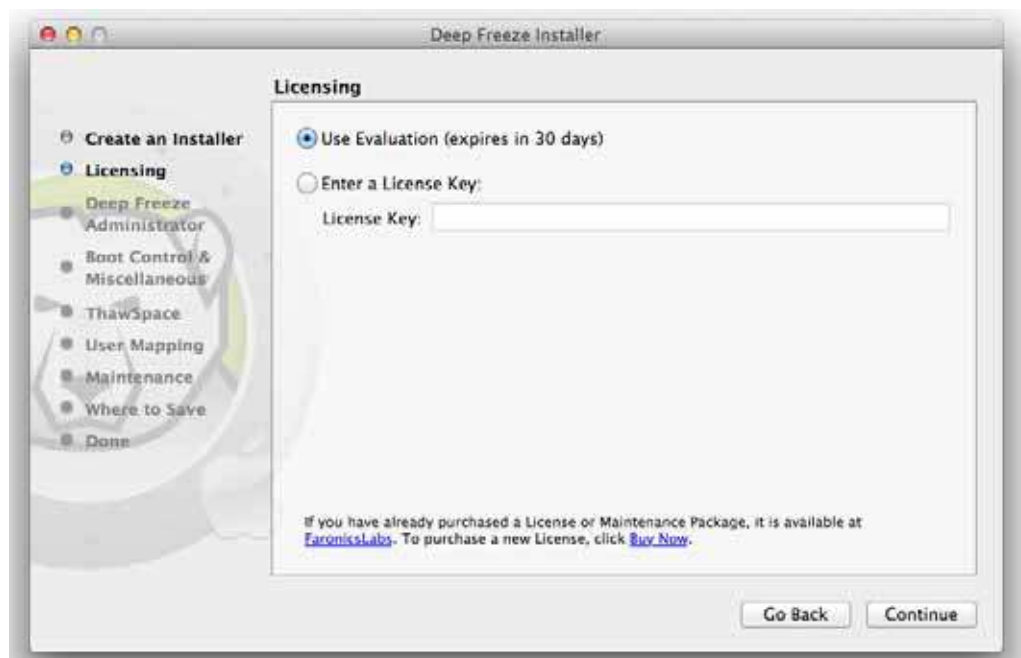 Deep Freeze Installer
Licensing
Create an Installer
Licensing
Deep Freeze
Administrator
Boot Control &
Miscellaneous
ThawSpace
User Mapping
Maintenance
Where to Save
Done
Use Evaluation (expires in 30 days)
Enter a License Key:
License Key:
If you have already purchased a License or Maintenance Package, it is available at
FaronicsLabs. To purchase a new License, click Buy Now.
Go Back
Continue